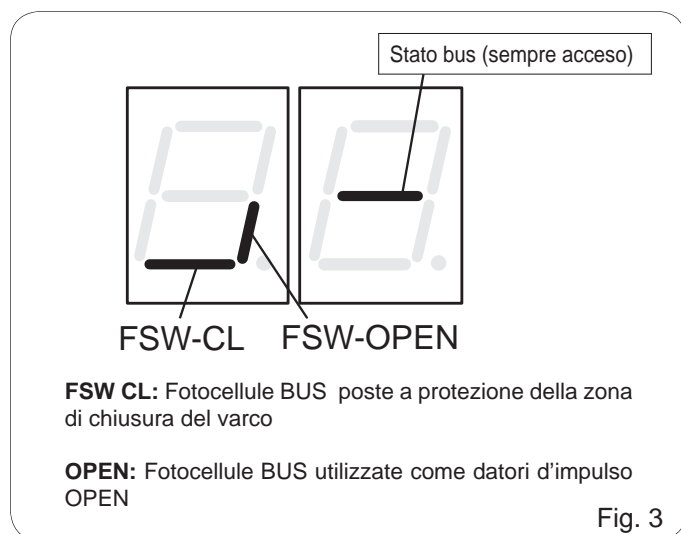 Stato bus (sempre acceso)
FSW-CL FSW-OPEN
FSW CL: Fotocellule BUS poste a protezione della zona
di chiusura del varco
OPEN: Fotocellule BUS utilizzate come datori d'impulso
OPEN
Fig. 3